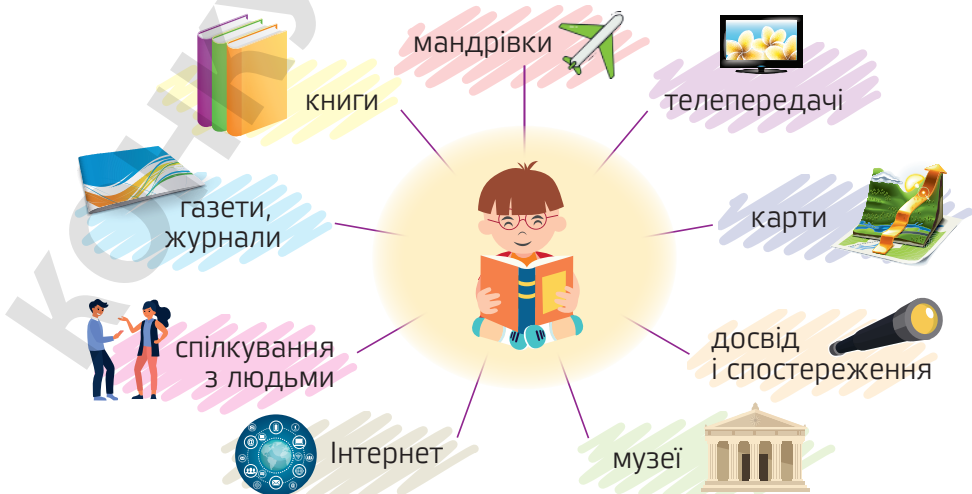 мандрівки
книги
телепередачі
газети,
журнали
карти
спілкування
з людьми
досвід
і спостереження
Інтернет
музеї